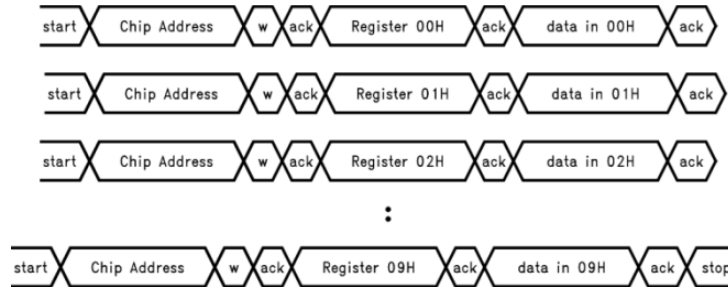 start Chip Address w ack Register 00H ack data in 00H ack
start Chip Address w ack Register 01H ack data in 01H ack
start Chip Address w ack Register 02H ack data in 02H ack
:
start Chip Address w ack Register 09H ack data in 09H ack stop